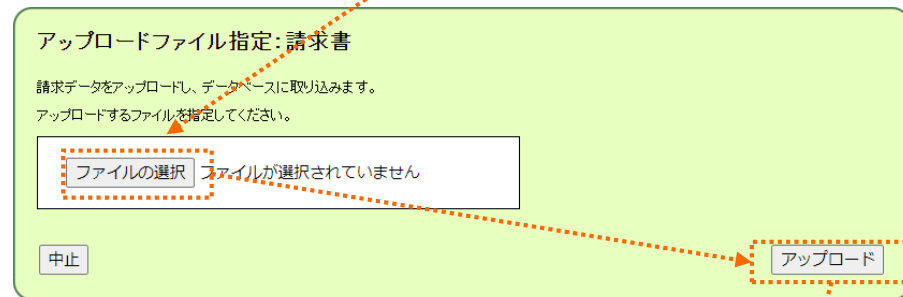 アップロードファイル指定：請求書
請求データをアップロードし、データベースに取り込みます。
アップロードするファイルを指定してください。
ファイルの選択 ファイルが選択されていません
中止 アップロード